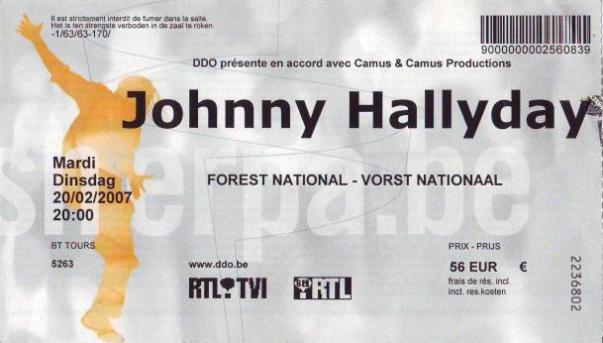 Il est strictement interdit de fumer dans la salle.
Het is ten strengste verboden in de zaal te roken.
-1/63/63-170/
9000000002560839
DDO présente en accord avec Camus & Camus Productions
Johnny Hallyday
sherpa.be
Mardi
Dinsdag
20/02/2007
20:00
FOREST NATIONAL - VORST NATIONAAL
BT TOURS
5263
www.ddo.be
RTL TVI
BEL RTL
PRIX - PRIJS
56 EUR €
frais de rés. incl.
incl. res.kosten
2236802